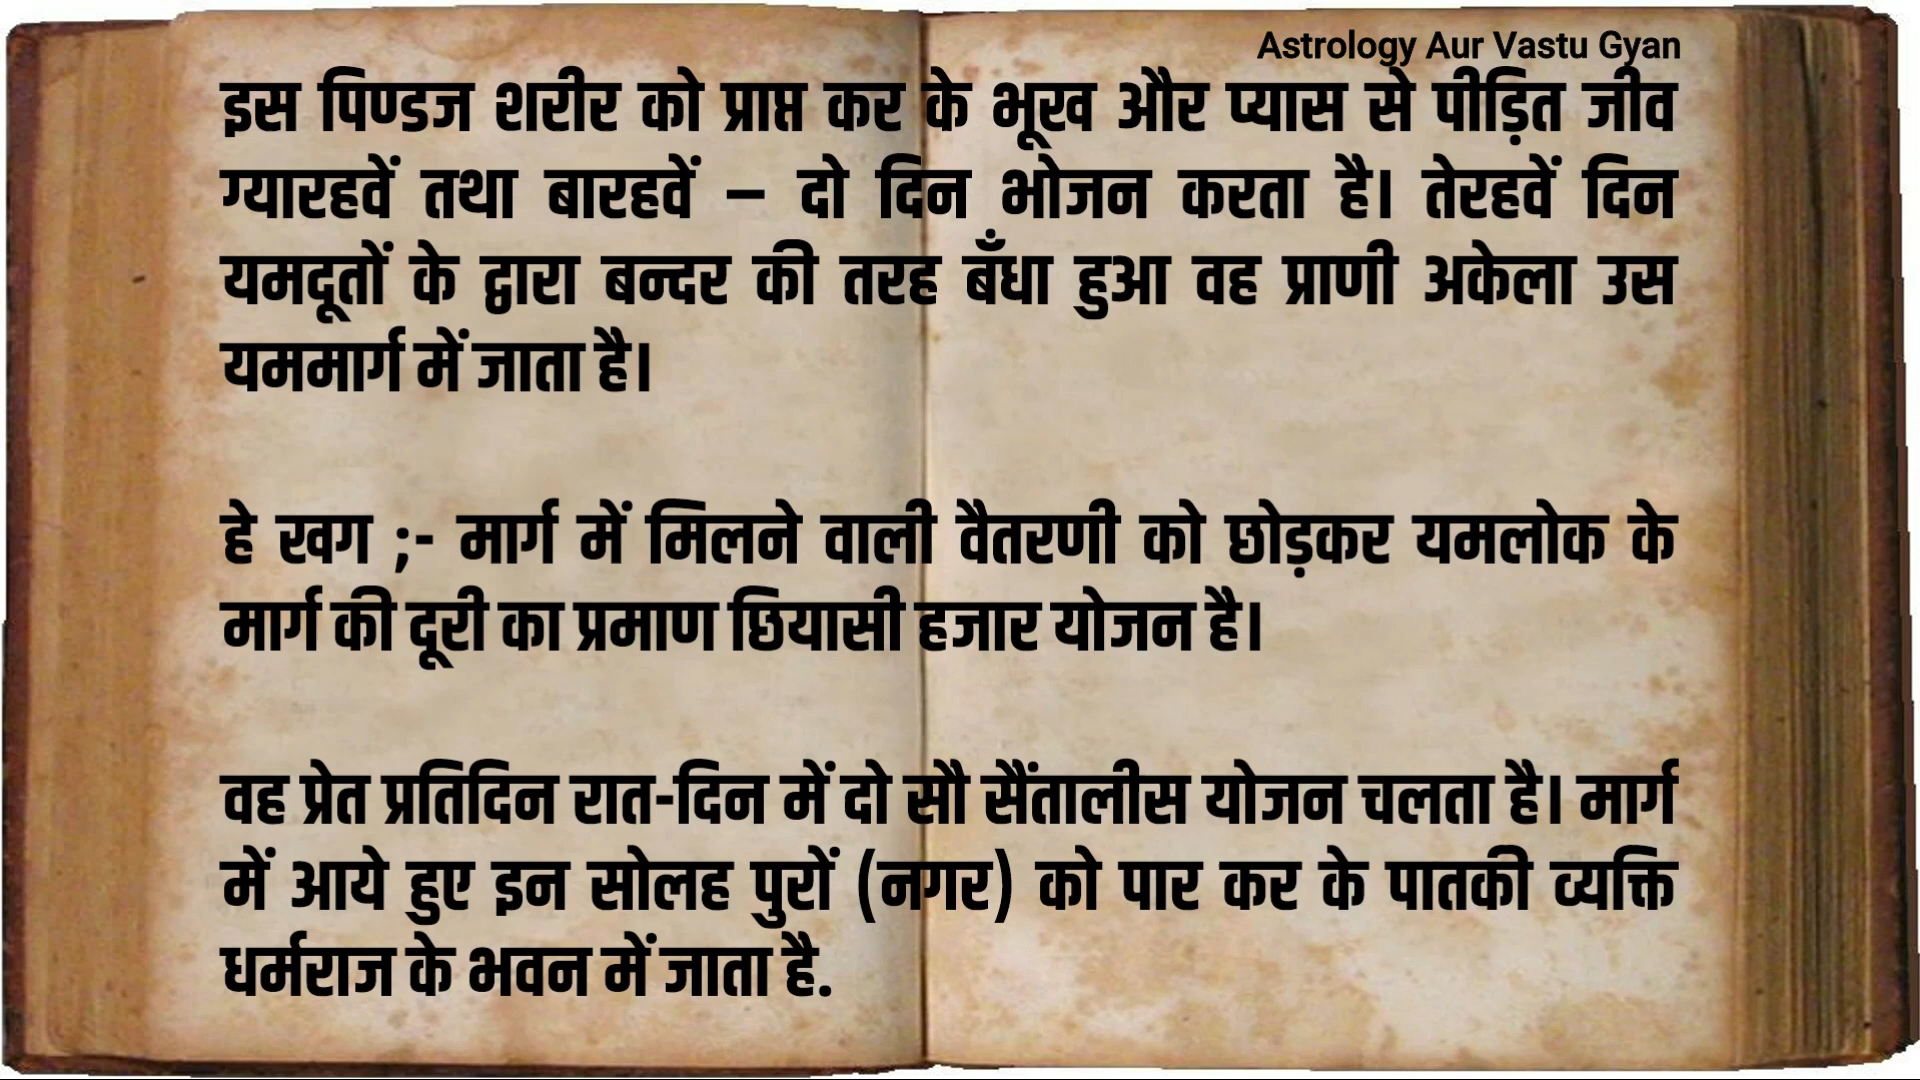 Astrology Aur Vastu Gyan
इस पिण्डज शरीर को प्राप्त कर के भूख और प्यास से पीड़ित जीव
ग्यारहवें तथा बारहवें – दो दिन भोजन करता है। तेरहवें दिन
यमदूतों के द्वारा बन्दर की तरह बँधा हुआ वह प्राणी अकेला उस
यममार्ग में जाता है।
हे खग ;- मार्ग में मिलने वाली वैतरणी को छोड़कर यमलोक के
मार्ग की दूरी का प्रमाण छियासी हजार योजन है।
वह प्रेत प्रतिदिन रात-दिन में दो सौ सैंतालीस योजन चलता है। मार्ग
में आये हुए इन सोलह पुरों (नगर) को पार कर के पातकी व्यक्ति
धर्मराज के भवन में जाता है.